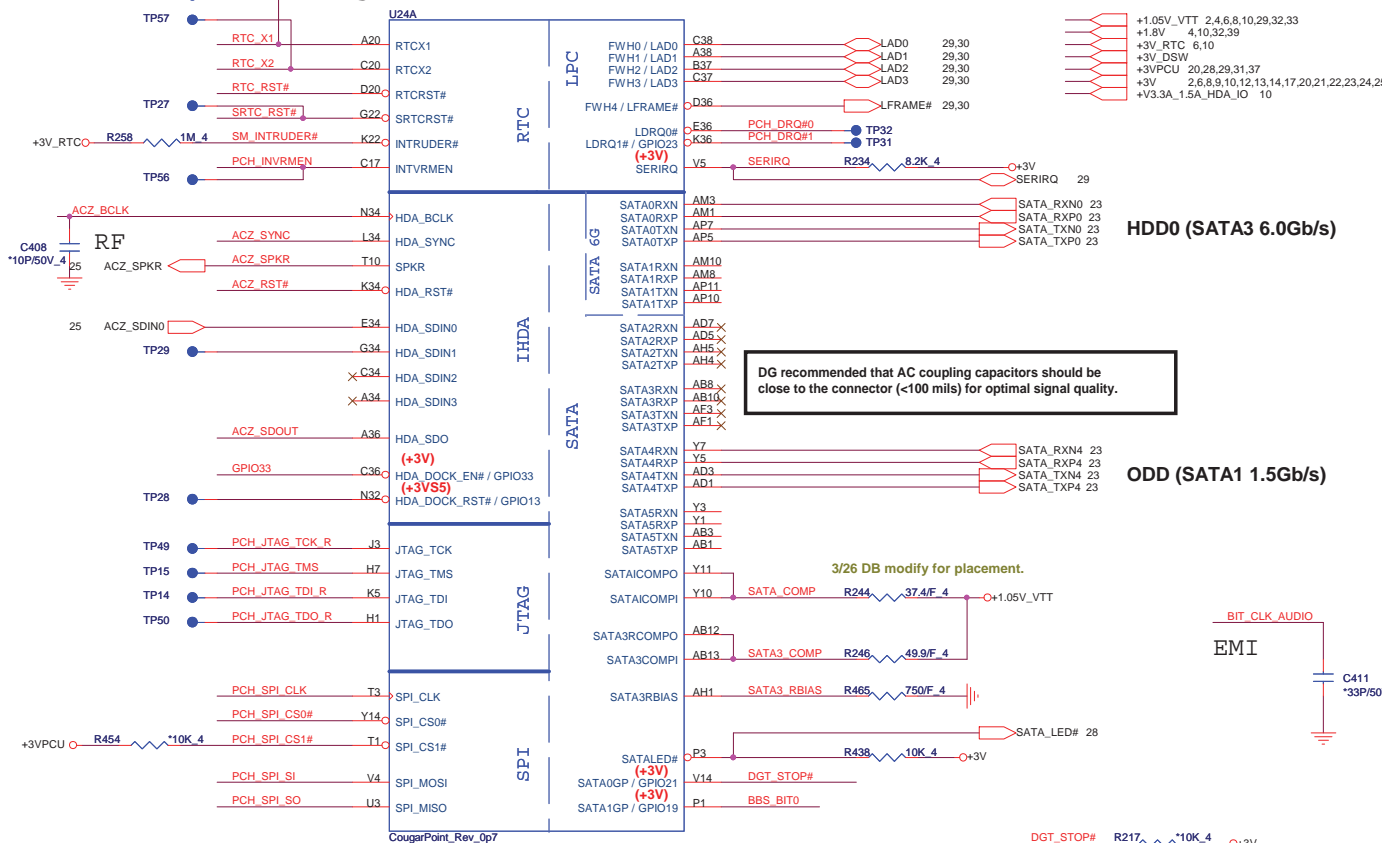 TP57
U24A
RTC_X1 A20 RTCX1
RTC_X2 C20 RTCX2
RTC_RST# D20 RTCRST#
TP27
SRTC_RST# G22 SRTCRST#
+3V_RTC R258 1M_4 SM_INTRUDER# K22 INTRUDER#
PCH_INVRMEN C17 INTVRMEN
TP56
RTC
LPC
FWH0 / LAD0 C38 LAD0 29,30
FWH1 / LAD1 A38 LAD1 29,30
FWH2 / LAD2 B37 LAD2 29,30
FWH3 / LAD3 C37 LAD3 29,30
FWH4 / LFRAME# D36 LFRAME# 29,30
LDRQ0# E36 PCH_DRQ#0 TP32
LDRQ1# / GPIO23 K36 PCH_DRQ#1 TP31
(+3V)
SERIRQ V5 SERIRQ R234 8.2K_4 +3V
SERIRQ 29
+1.05V_VTT 2,4,6,8,10,29,32,33
+1.8V 4,10,32,39
+3V_RTC 6,10
+3V_DSW
+3VPCU 20,28,29,31,37
+3V 2,6,8,9,10,12,13,14,17,20,21,22,23,24,25
+V3.3A_1.5A_HDA_IO 10
ACZ_BCLK N34 HDA_BCLK
C408
*10P/50V_4
RF
ACZ_SYNC L34 HDA_SYNC
25 ACZ_SPKR ACZ_SPKR T10 SPKR
ACZ_RST# K34 HDA_RST#
25 ACZ_SDIN0 E34 HDA_SDIN0
TP29 G34 HDA_SDIN1
C34 HDA_SDIN2
A34 HDA_SDIN3
ACZ_SDOUT A36 HDA_SDO
(+3V)
GPIO33 C36 HDA_DOCK_EN# / GPIO33
(+3VS5)
TP28 N32 HDA_DOCK_RST# / GPIO13
IHDA
SATA 6G
SATA
SATA0RXN AM3 SATA_RXN0 23
SATA0RXP AM1 SATA_RXP0 23
SATA0TXN AP7 SATA_TXN0 23
SATA0TXP AP5 SATA_TXP0 23
HDD0 (SATA3 6.0Gb/s)
SATA1RXN AM10
SATA1RXP AM8
SATA1TXN AP11
SATA1TXP AP10
SATA2RXN AD7
SATA2RXP AD5
SATA2TXN AH5
SATA2TXP AH4
SATA3RXN AB8
SATA3RXP AB10
SATA3TXN AF3
SATA3TXP AF1
DG recommended that AC coupling capacitors should be
close to the connector (<100 mils) for optimal signal quality.
SATA4RXN Y7 SATA_RXN4 23
SATA4RXP Y5 SATA_RXP4 23
SATA4TXN AD3 SATA_TXN4 23
SATA4TXP AD1 SATA_TXP4 23
ODD (SATA1 1.5Gb/s)
SATA5RXN Y3
SATA5RXP Y1
SATA5TXN AB3
SATA5TXP AB1
TP49 PCH_JTAG_TCK_R J3 JTAG_TCK
TP15 PCH_JTAG_TMS H7 JTAG_TMS
TP14 PCH_JTAG_TDI_R K5 JTAG_TDI
TP50 PCH_JTAG_TDO_R H1 JTAG_TDO
JTAG
3/26 DB modify for placement.
SATAICOMPO Y11
SATAICOMPI Y10 SATA_COMP R244 37.4/F_4 +1.05V_VTT
SATA3RCOMPO AB12
SATA3COMPI AB13 SATA3_COMP R246 49.9/F_4
SATA3RBIAS AH1 SATA3_RBIAS R465 750/F_4
BIT_CLK_AUDIO
EMI
C411
*33P/50
PCH_SPI_CLK T3 SPI_CLK
PCH_SPI_CS0# Y14 SPI_CS0#
+3VPCU R454 *10K_4 PCH_SPI_CS1# T1 SPI_CS1#
PCH_SPI_SI V4 SPI_MOSI
PCH_SPI_SO U3 SPI_MISO
SPI
SATA_LED# 28
SATALED# P3 R438 10K_4 +3V
(+3V)
SATA0GP / GPIO21 V14 DGT_STOP#
(+3V)
SATA1GP / GPIO19 P1 BBS_BIT0
CougarPoint_Rev_0p7
DGT_STOP# R217 *10K_4 +3V